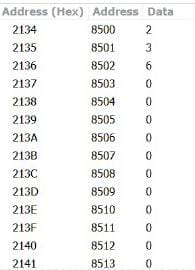 Address (Hex) Address Data
2134 8500 2
2135 8501 3
2136 8502 6
2137 8503 0
2138 8504 0
2139 8505 0
213A 8506 0
213B 8507 0
213C 8508 0
213D 8509 0
213E 8510 0
213F 8511 0
2140 8512 0
2141 8513 0